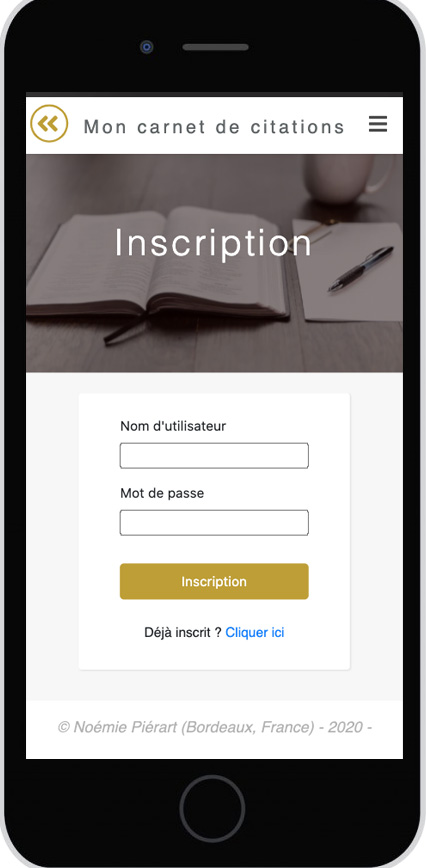 Mon carnet de citations
Inscription
Nom d'utilisateur
Mot de passe
Inscription
Déjà inscrit ? Cliquer ici
© Noémie Piérart (Bordeaux, France) - 2020 -